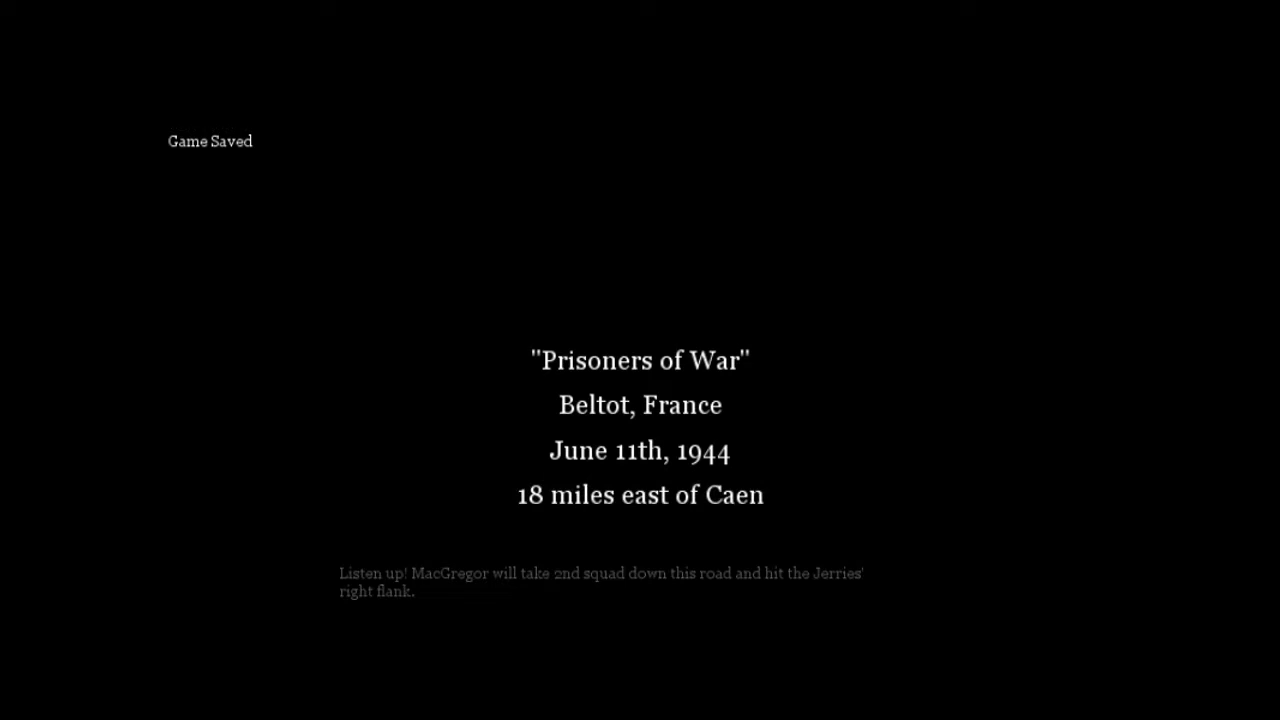 Game Saved
"Prisoners of War"
Beltot, France
June 11th, 1944
18 miles east of Caen
Listen up! MacGregor will take 2nd squad down this road and hit the Jerries'
right flank.